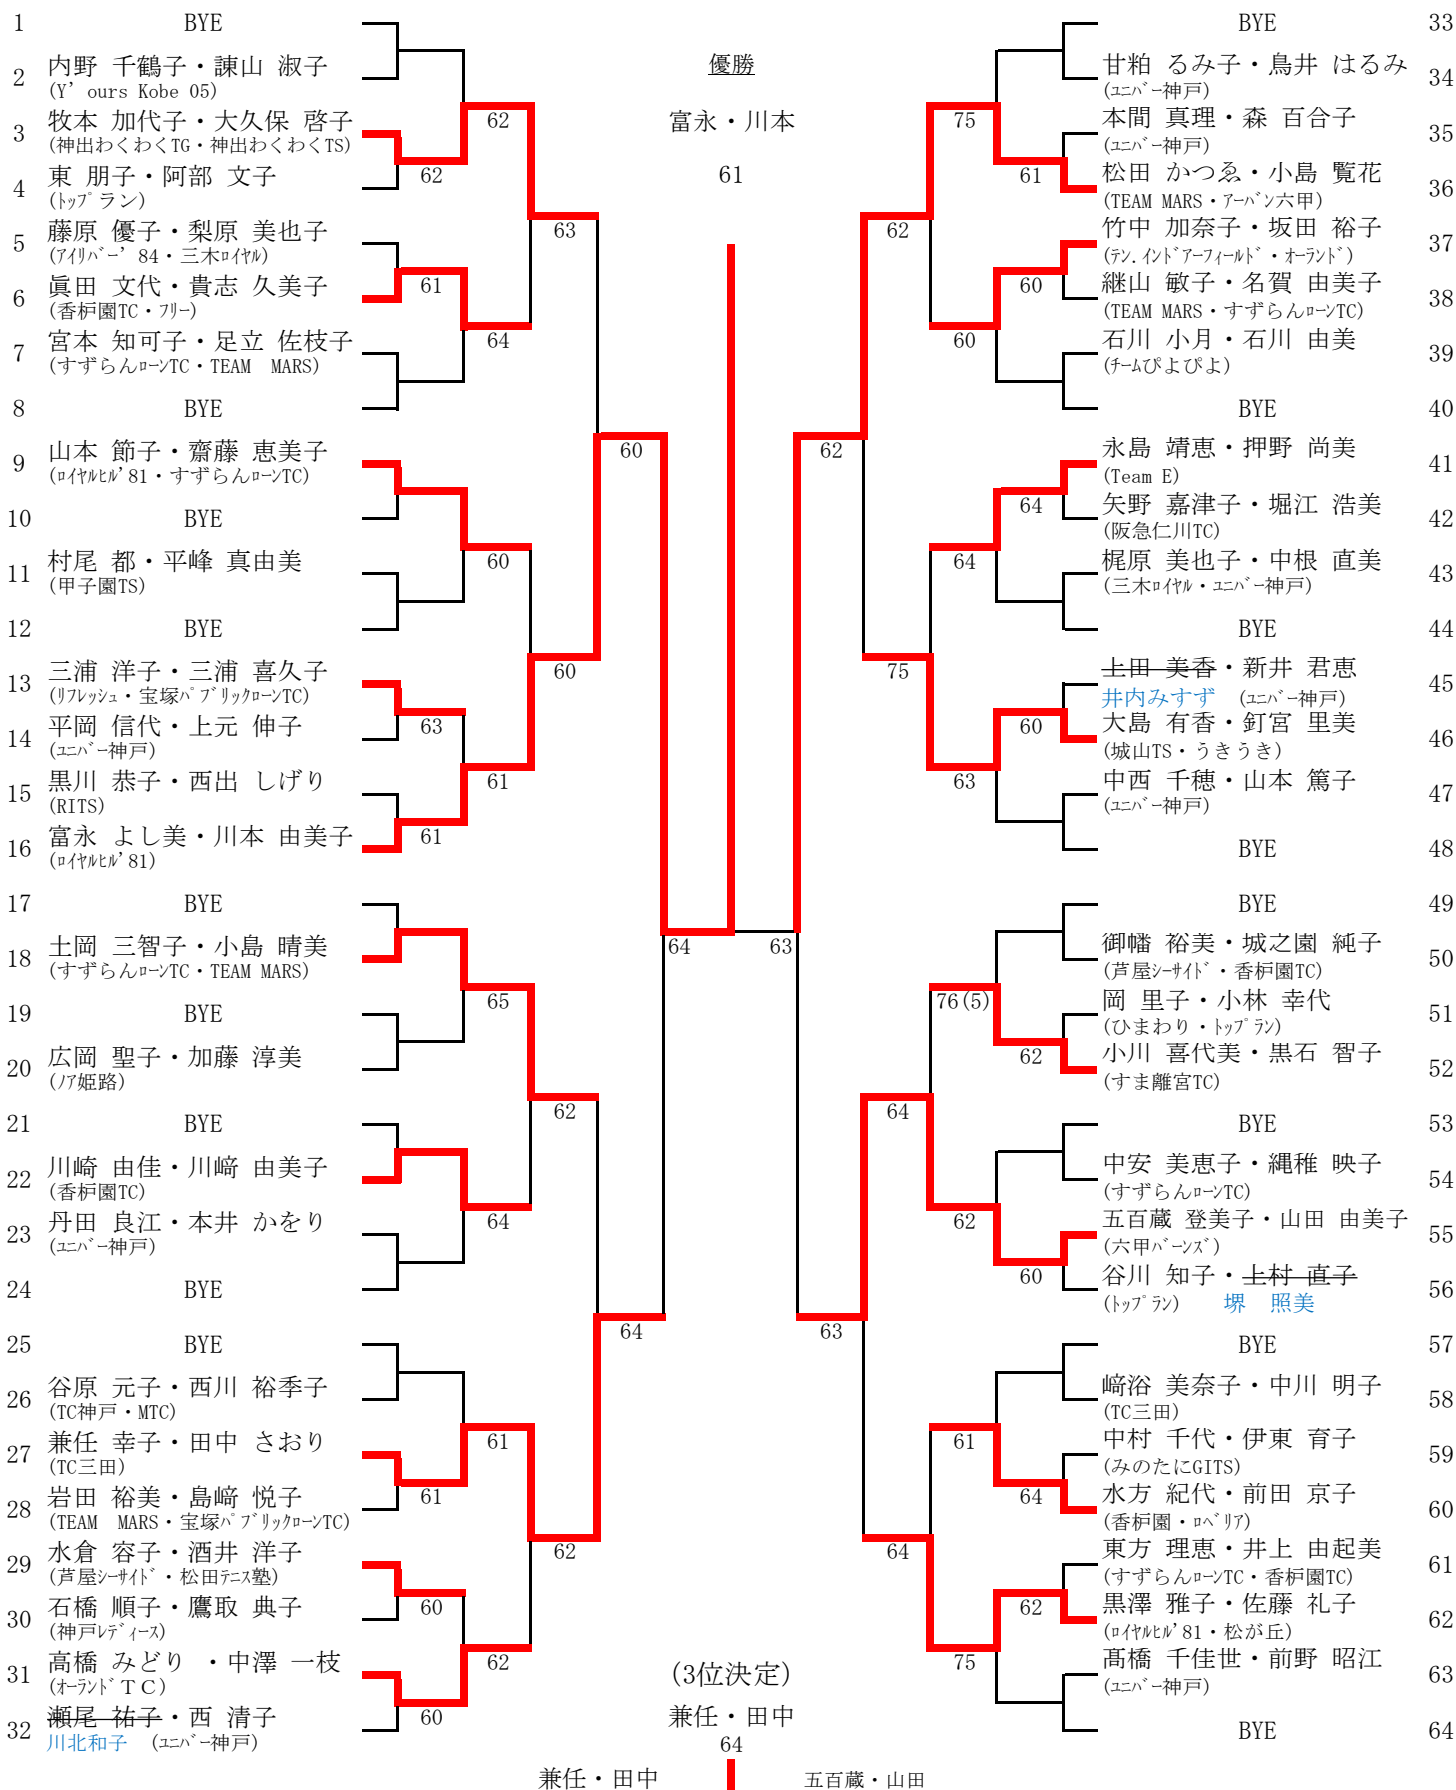 1 BYE
2 内野 千鶴子・諫山 淑子
(Y'ours Kobe 05)
3 牧本 加代子・大久保 啓子
(神出わくわくTG・神出わくわくTS)
4 東 朋子・阿部 文子
(トップラン)
5 藤原 優子・梨原 美也子
(アイリバー'84・三木ロイヤル)
6 眞田 文代・貴志 久美子
(香枦園TC・フリー)
7 宮本 知可子・足立 佐枝子
(すずらんローンTC・TEAM MARS)
8 BYE
9 山本 節子・齋藤 恵美子
(ロイヤルヒル'81・すずらんローンTC)
10 BYE
11 村尾 都・平峰 真由美
(甲子園TS)
12 BYE
13 三浦 洋子・三浦 喜久子
(リフレッシュ・宝塚パブリックローンTC)
14 平岡 信代・上元 伸子
(ユニバー神戸)
15 黒川 恭子・西出 しげり
(RITS)
16 富永 よし美・川本 由美子
(ロイヤルヒル'81)
17 BYE
18 土岡 三智子・小島 晴美
(すずらんローンTC・TEAM MARS)
19 BYE
20 広岡 聖子・加藤 淳美
(ノア姫路)
21 BYE
22 川崎 由佳・川﨑 由美子
(香枦園TC)
23 丹田 良江・本井 かをり
(ユニバー神戸)
24 BYE
25 BYE
26 谷原 元子・西川 裕季子
(TC神戸・MTC)
27 兼任 幸子・田中 さおり
(TC三田)
28 岩田 裕美・島﨑 悦子
(TEAM MARS・宝塚パブリックローンTC)
29 水倉 容子・酒井 洋子
(芦屋シーサイド・松田テニス塾)
30 石橋 順子・鷹取 典子
(神戸レディース)
31 高橋 みどり ・中澤 一枝
(オーランドＴＣ)
32 瀬尾 祐子・西 清子
川北和子 (ユニバー神戸)
62
62
61
64
63
60
63
61
61
60
60
65
64
62
61
61
60
60
62
62
64
64
優勝
富永・川本
61
63
(3位決定)
兼任・田中
64
兼任・田中
五百蔵・山田
75
61
60
60
62
64
64
60
63
75
62
76(5)
62
60
62
64
61
64
62
75
64
63
BYE 33
甘粕 るみ子・鳥井 はるみ 34
(ユニバー神戸)
本間 真理・森 百合子 35
(ユニバー神戸)
松田 かつゑ・小島 覧花 36
(TEAM MARS・アーバン六甲)
竹中 加奈子・坂田 裕子 37
(テン.インドアーフィールド・オーランド)
継山 敏子・名賀 由美子 38
(TEAM MARS・すずらんローンTC)
石川 小月・石川 由美 39
(チームぴよぴよ)
BYE 40
永島 靖恵・押野 尚美 41
(Team E)
矢野 嘉津子・堀江 浩美 42
(阪急仁川TC)
梶原 美也子・中根 直美 43
(三木ロイヤル・ユニバー神戸)
BYE 44
上田 美香・新井 君恵 45
井内みすず (ユニバー神戸)
大島 有香・釘宮 里美 46
(城山TS・うきうき)
中西 千穂・山本 篤子 47
(ユニバー神戸)
BYE 48
BYE 49
御幡 裕美・城之園 純子 50
(芦屋シーサイド・香枦園TC)
岡 里子・小林 幸代 51
(ひまわり・トップラン)
小川 喜代美・黒石 智子 52
(すま離宮TC)
BYE 53
中安 美恵子・縄稚 映子 54
(すずらんローンTC)
五百蔵 登美子・山田 由美子 55
(六甲バーンズ)
谷川 知子・上村 直子 56
(トップラン) 堺 照美
BYE 57
﨑浴 美奈子・中川 明子 58
(TC三田)
中村 千代・伊東 育子 59
(みのたにGITS)
水方 紀代・前田 京子 60
(香枦園・ロベリア)
東方 理恵・井上 由起美 61
(すずらんローンTC・香枦園TC)
黒澤 雅子・佐藤 礼子 62
(ロイヤルヒル'81・松が丘)
髙橋 千佳世・前野 昭江 63
(ユニバー神戸)
BYE 64